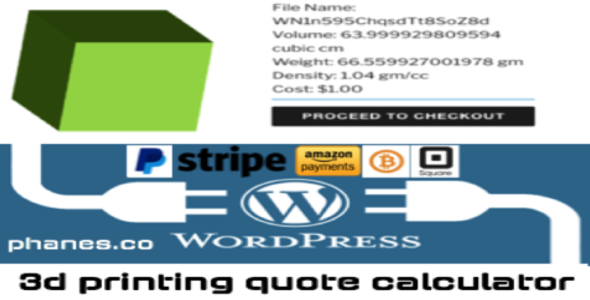 File Name:
WN1n595ChqsdTt8SoZ8d
Volume: 63.999929809594
cubic cm
Weight: 66.559927001978 gm
Density: 1.04 gm/cc
Cost: $1.00
PROCEED TO CHECKOUT
stripe
amazon
payments
Square
phanes.co
WORDPRESS
3d printing quote calculator